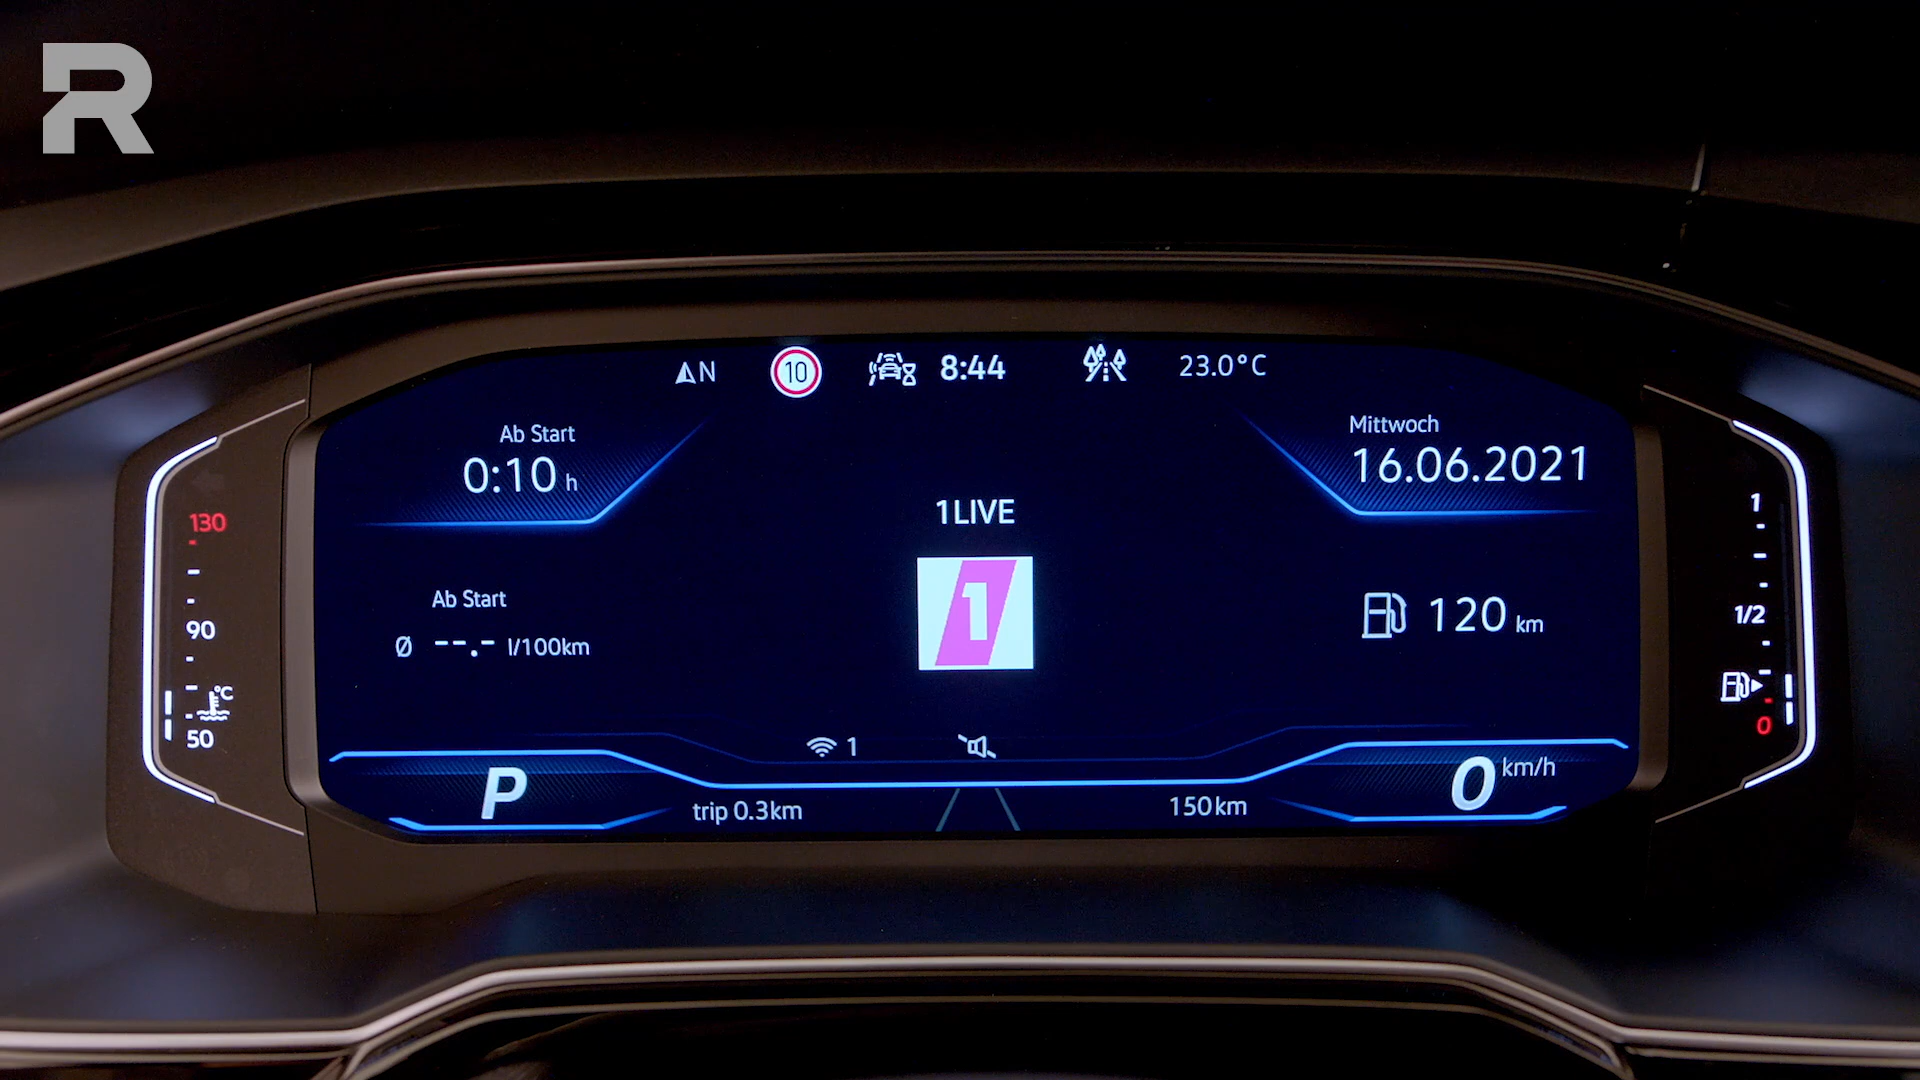 R
N
10
8:44
23.0°C
Ab Start
0:10 h
Mittwoch
16.06.2021
1LIVE
1
Ab Start
Ø --.- l/100km
120 km
130
90
°C
50
1
1/2
0
1
P
trip 0.3km
150km
0 km/h